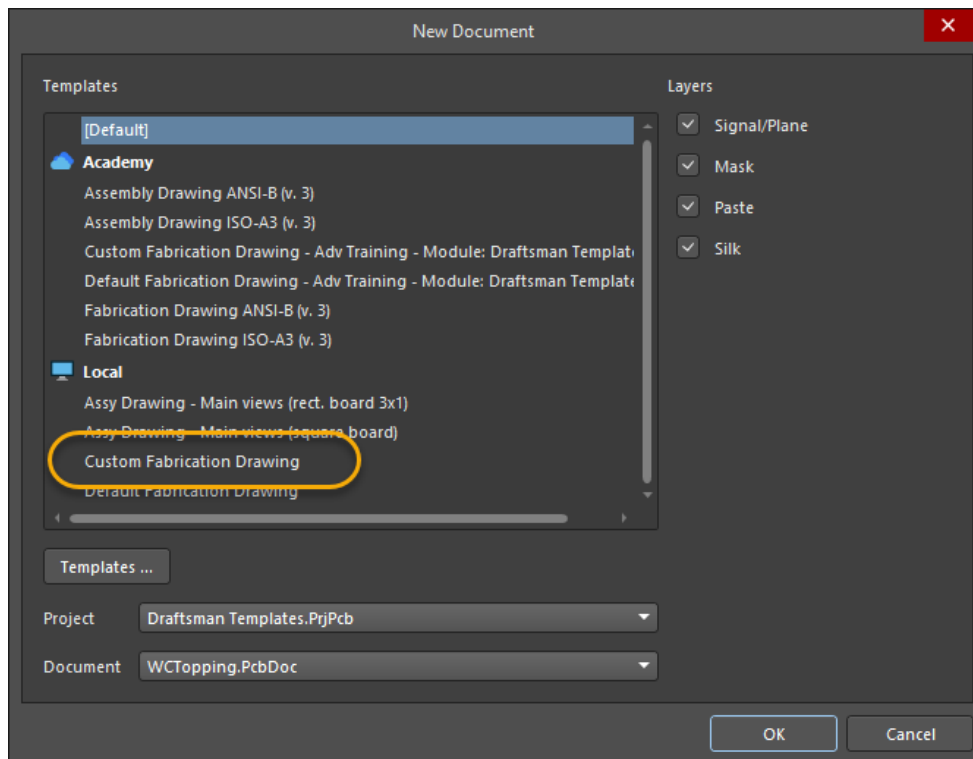 New Document
Templates
[Default]
Academy
Assembly Drawing ANSI-B (v. 3)
Assembly Drawing ISO-A3 (v. 3)
Custom Fabrication Drawing - Adv Training - Module: Draftsman Template
Default Fabrication Drawing - Adv Training - Module: Draftsman Template
Fabrication Drawing ANSI-B (v. 3)
Fabrication Drawing ISO-A3 (v. 3)
Local
Assy Drawing - Main views (rect. board 3x1)
Assy Drawing - Main views (square board)
Custom Fabrication Drawing
Default Fabrication Drawing
Layers
Signal/Plane
Mask
Paste
Silk
Templates ...
Project Draftsman Templates.PrjPcb
Document WCTopping.PcbDoc
OK Cancel